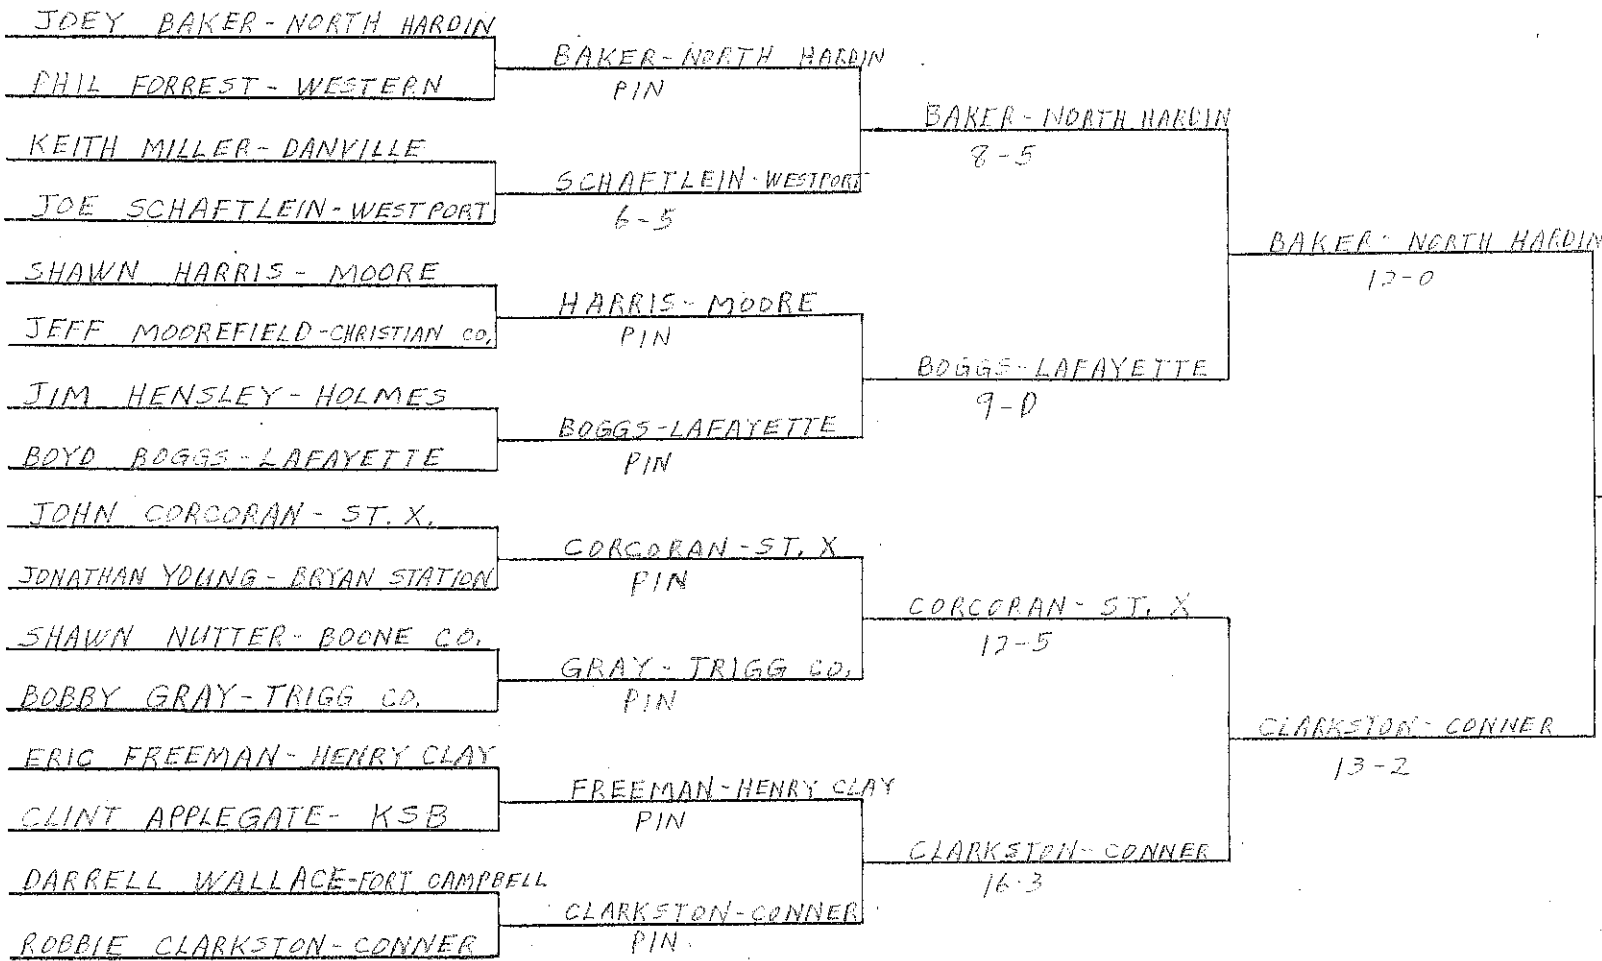 JOEY BAKER - NORTH HARDIN
PHIL FORREST - WESTERN
KEITH MILLER - DANVILLE
JOE SCHAFTLEIN - WESTPORT
SHAWN HARRIS - MOORE
JEFF MOOREFIELD - CHRISTIAN CO.
JIM HENSLEY - HOLMES
BOYD BOGGS - LAFAYETTE
JOHN CORCORAN - ST. X.
JONATHAN YOUNG - BRYAN STATION
SHAWN NUTTER - BOONE CO.
BOBBY GRAY - TRIGG CO.
ERIC FREEMAN - HENRY CLAY
CLINT APPLEGATE - KSB
DARRELL WALLACE - FORT CAMPBELL
ROBBIE CLARKSTON - CONNER
BAKER - NORTH HARDIN
PIN
SCHAFTLEIN - WESTPORT
6-5
HARRIS - MOORE
PIN
BOGGS - LAFAYETTE
PIN
CORCORAN - ST. X
PIN
GRAY - TRIGG CO.
PIN
FREEMAN - HENRY CLAY
PIN
CLARKSTON - CONNER
PIN
BAKER - NORTH HARDIN
8-5
BOGGS - LAFAYETTE
9-D
CORCORAN - ST. X
12-5
CLARKSTON - CONNER
16-3
BAKER - NORTH HARDIN
12-0
CLARKSTON - CONNER
13-2